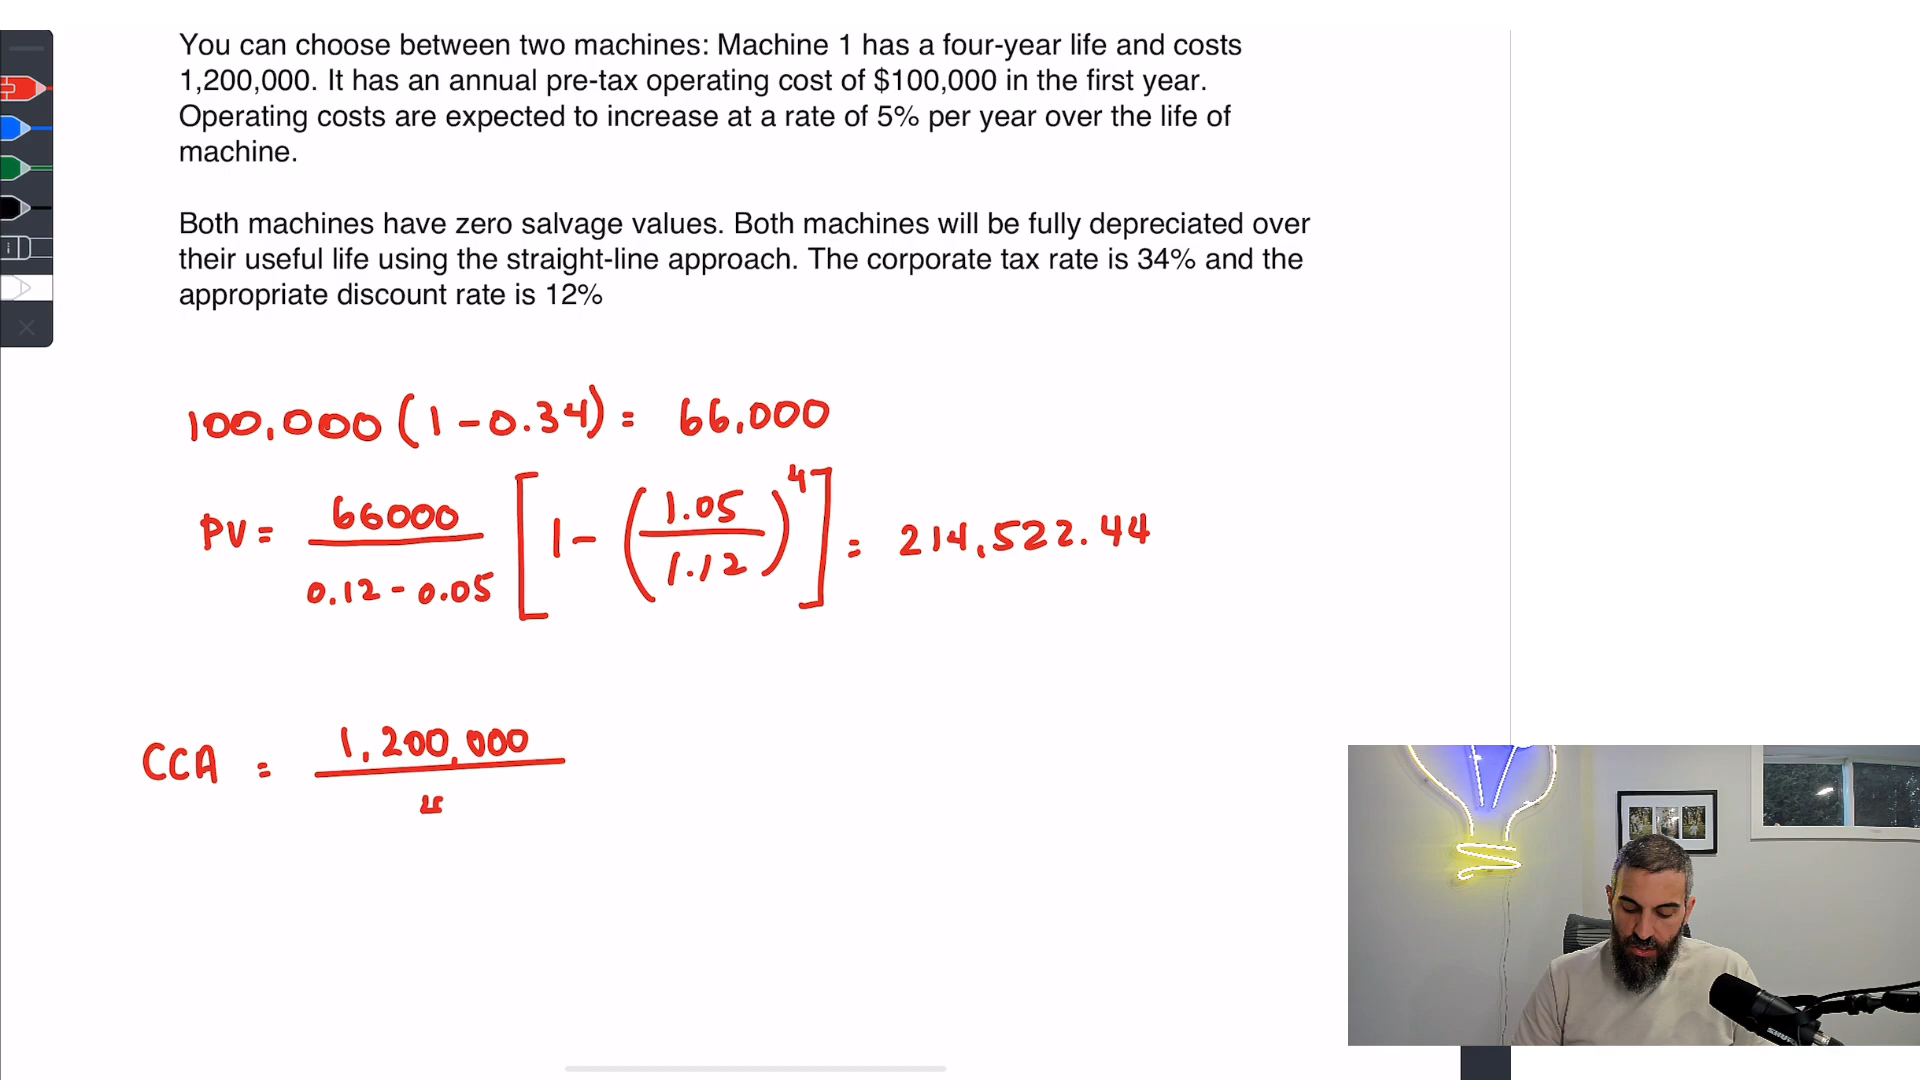 You can choose between two machines: Machine 1 has a four-year life and costs
1,200,000. It has an annual pre-tax operating cost of $100,000 in the first year.
Operating costs are expected to increase at a rate of 5% per year over the life of
machine.
Both machines have zero salvage values. Both machines will be fully depreciated over
their useful life using the straight-line approach. The corporate tax rate is 34% and the
appropriate discount rate is 12%
100,000 (1 - 0.34) = 66,000
PV = 66000 / 0.12 - 0.05 [1 - (1.05 / 1.12)^4] = 214,522.44
CCA = 1,200,000 / 4